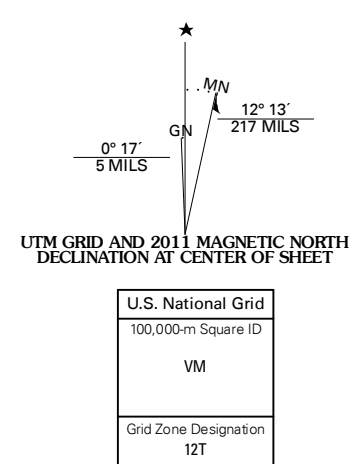 ★
MN
12° 13´
217 MILS
GN
0° 17´
5 MILS
UTM GRID AND 2011 MAGNETIC NORTH
DECLINATION AT CENTER OF SHEET
U.S. National Grid
100,000-m Square ID
VM
Grid Zone Designation
12T